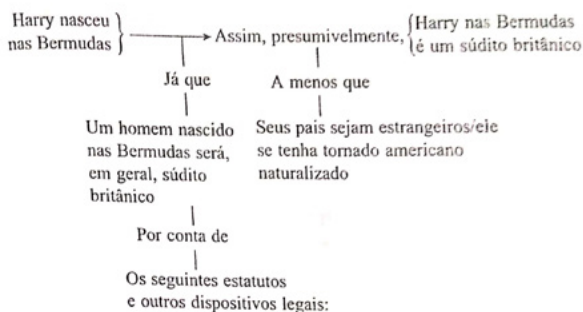 Harry nasceu
nas Bermudas
Assim, presumivelmente,
Harry nas Bermudas
é um súdito britânico
Já que
A menos que
Um homem nascido
nas Bermudas será,
em geral, súdito
britânico
Seus pais sejam estrangeiros/ele
se tenha tornado americano
naturalizado
Por conta de
Os seguintes estatutos
e outros dispositivos legais: